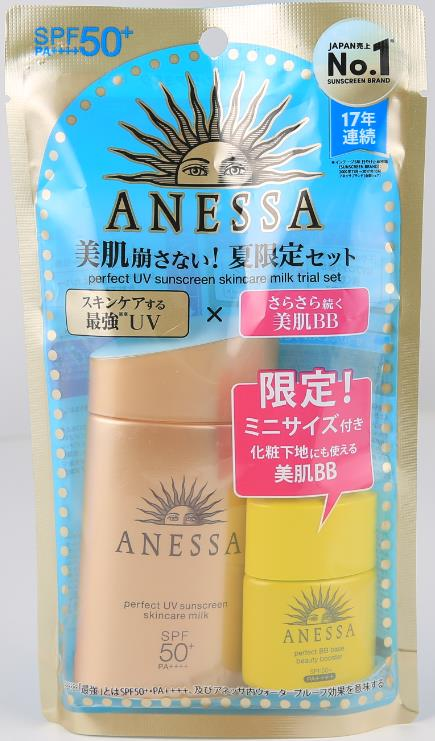 SPF50+
PA++++
JAPAN売上
No.1
SUNSCREEN BRAND
17年
連続
ANESSA
美肌崩さない!夏限定セット
perfect UV sunscreen skincare milk trial set
スキンケアする
最強 UV
×
さらさら続く
美肌BB
限定!
ミニサイズ付き
化粧下地にも使える
美肌BB
ANESSA
perfect UV sunscreen
skincare milk
SPF
50+
PA++++
ANESSA
perfect BB base
beauty booster
SPF50+
PA++++
「最強」とはSPF50+・PA++++、及びアネッサ内ウォータープルーフ効果を意味する